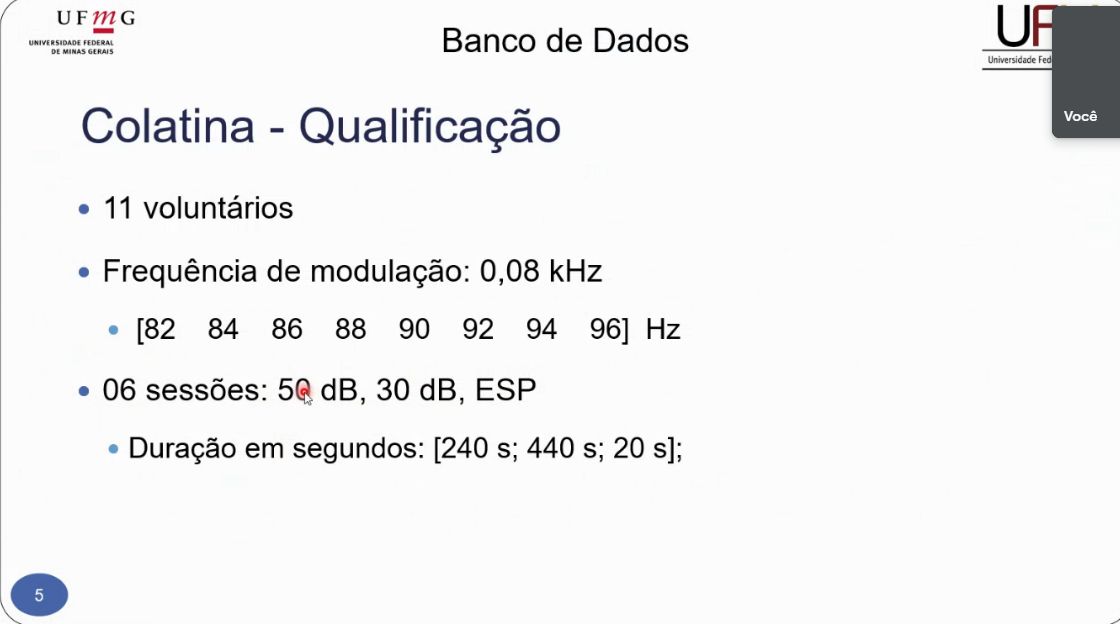 UFMG
UNIVERSIDADE FEDERAL
DE MINAS GERAIS
Banco de Dados
UF
Universidade Fed
Você
Colatina - Qualificação
• 11 voluntários
• Frequência de modulação: 0,08 kHz
• [82 84 86 88 90 92 94 96] Hz
• 06 sessões: 50 dB, 30 dB, ESP
• Duração em segundos: [240 s; 440 s; 20 s];
5